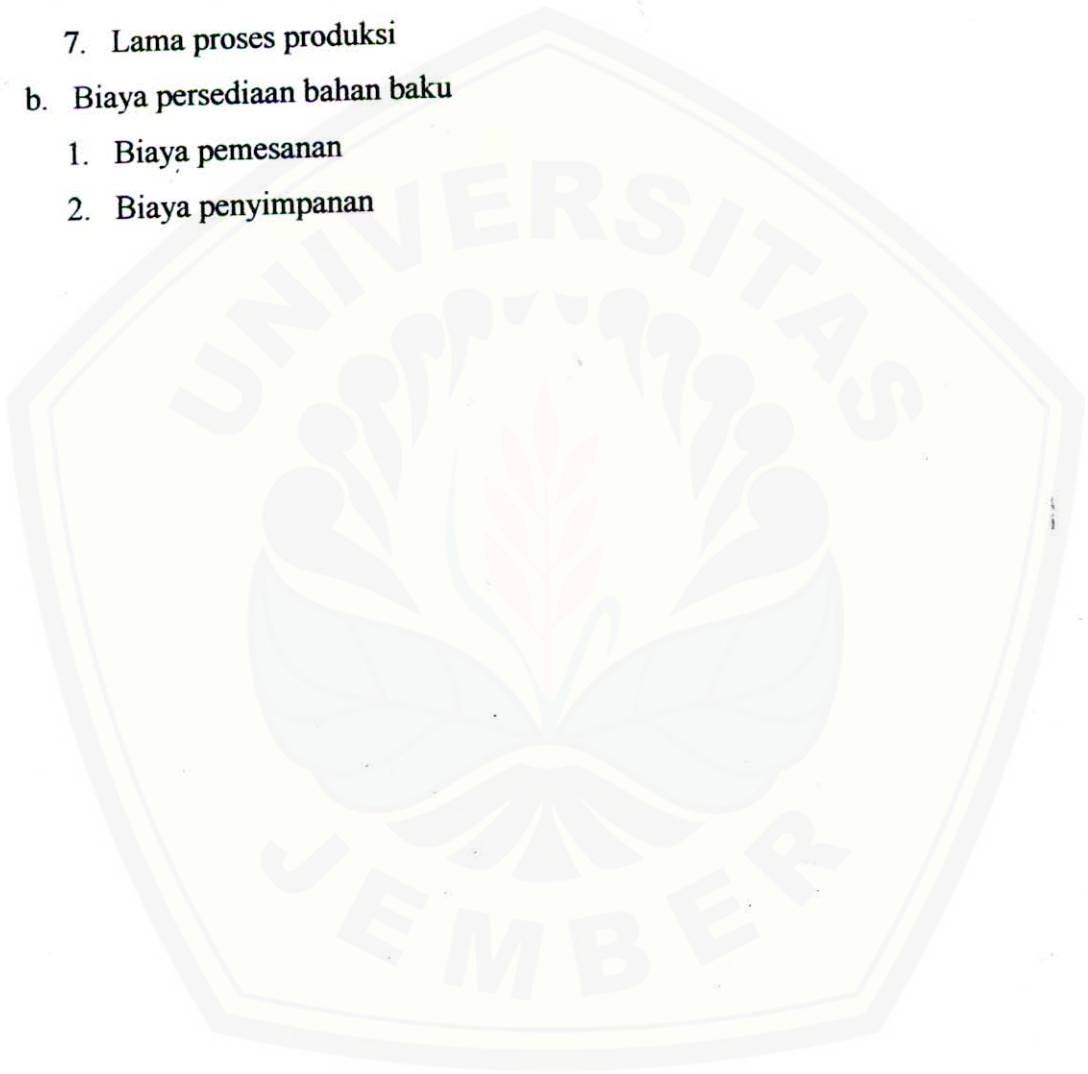 7. Lama proses produksi
b. Biaya persediaan bahan baku
1. Biaya pemesanan
2. Biaya penyimpanan
UNIVERSITAS
JEMBER